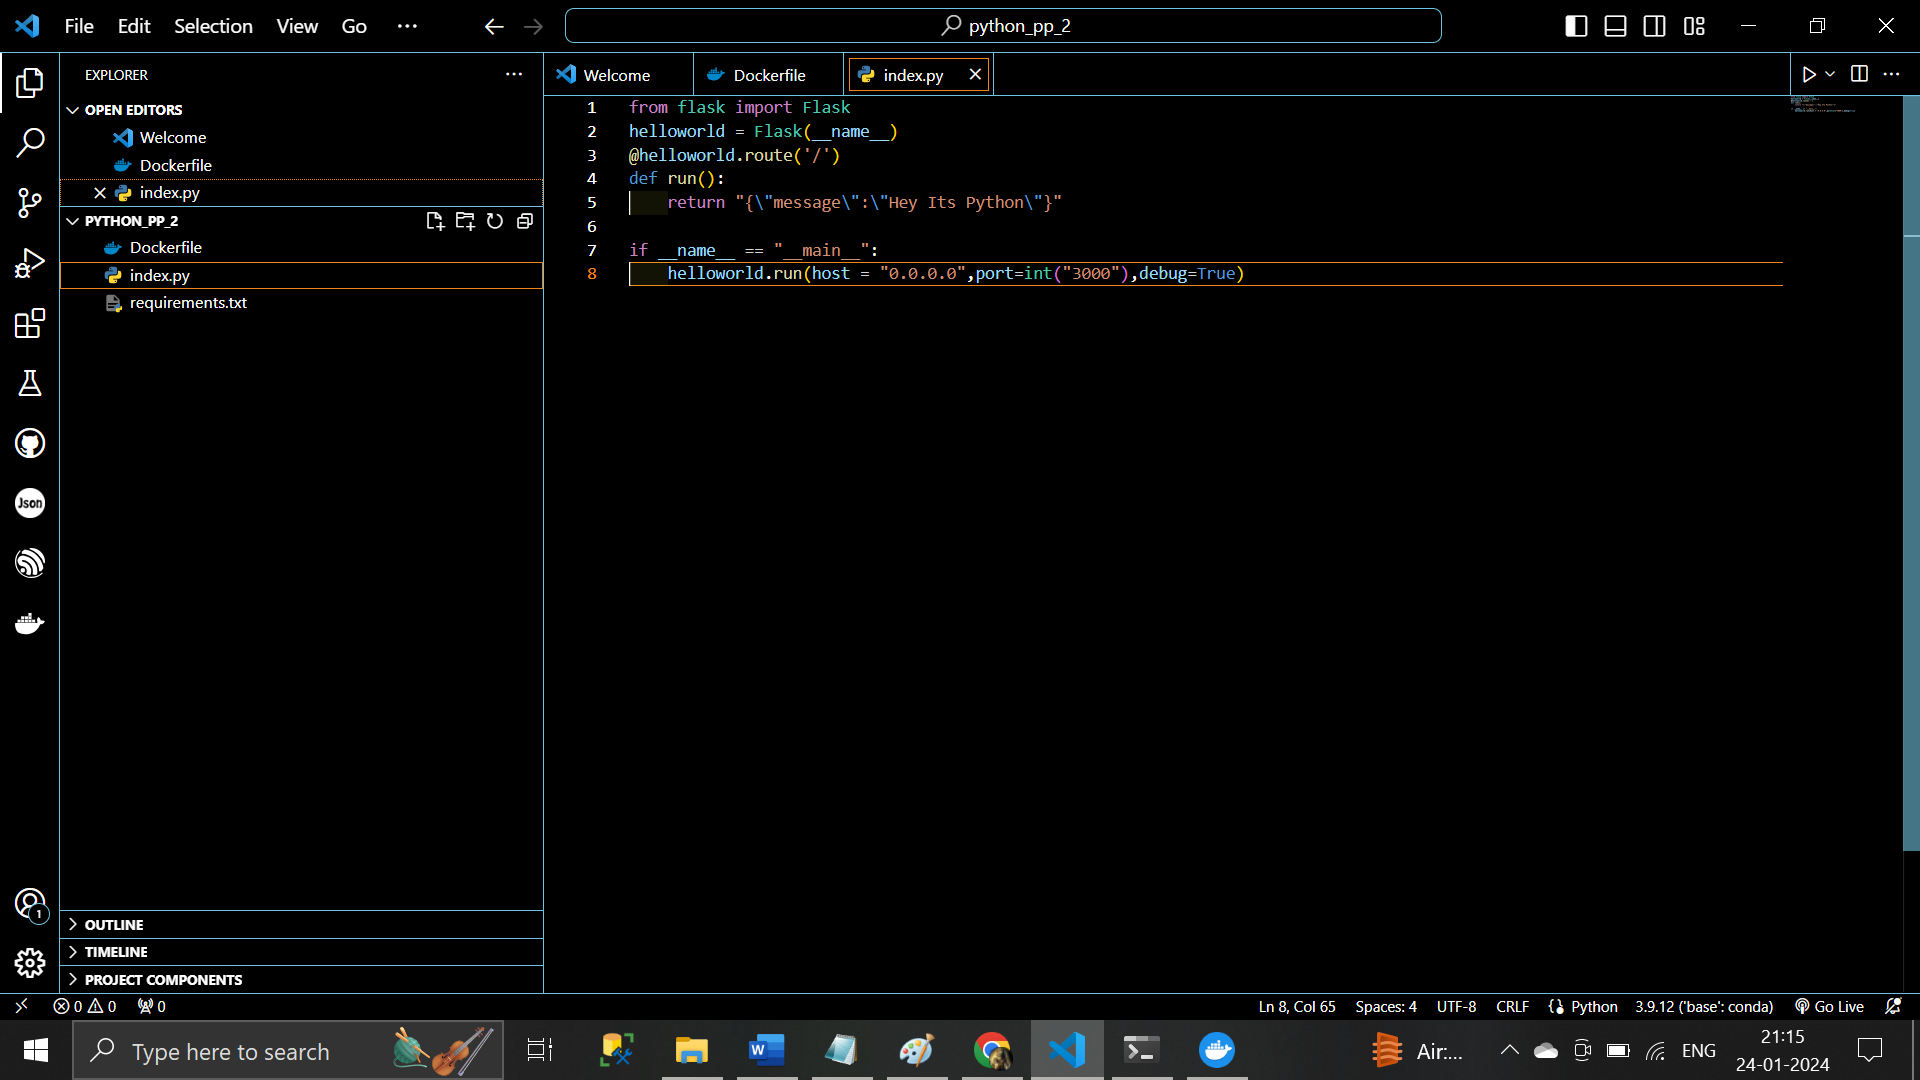 File Edit Selection View Go ··· python_pp_2
EXPLORER ···
OPEN EDITORS
Welcome
Dockerfile
index.py
PYTHON_PP_2
Dockerfile
index.py
requirements.txt
OUTLINE
TIMELINE
PROJECT COMPONENTS
Json
1
Welcome Dockerfile index.py
1 from flask import Flask
2 helloworld = Flask(__name__)
3 @helloworld.route('/')
4 def run():
5 return "{\"message\":\"Hey Its Python\"}"
6
7 if __name__ == "__main__":
8 helloworld.run(host = "0.0.0.0",port=int("3000"),debug=True)
0 0 0 Ln 8, Col 65 Spaces: 4 UTF-8 CRLF Python 3.9.12 ('base': conda) Go Live
Type here to search Air:... ENG 21:15
24-01-2024